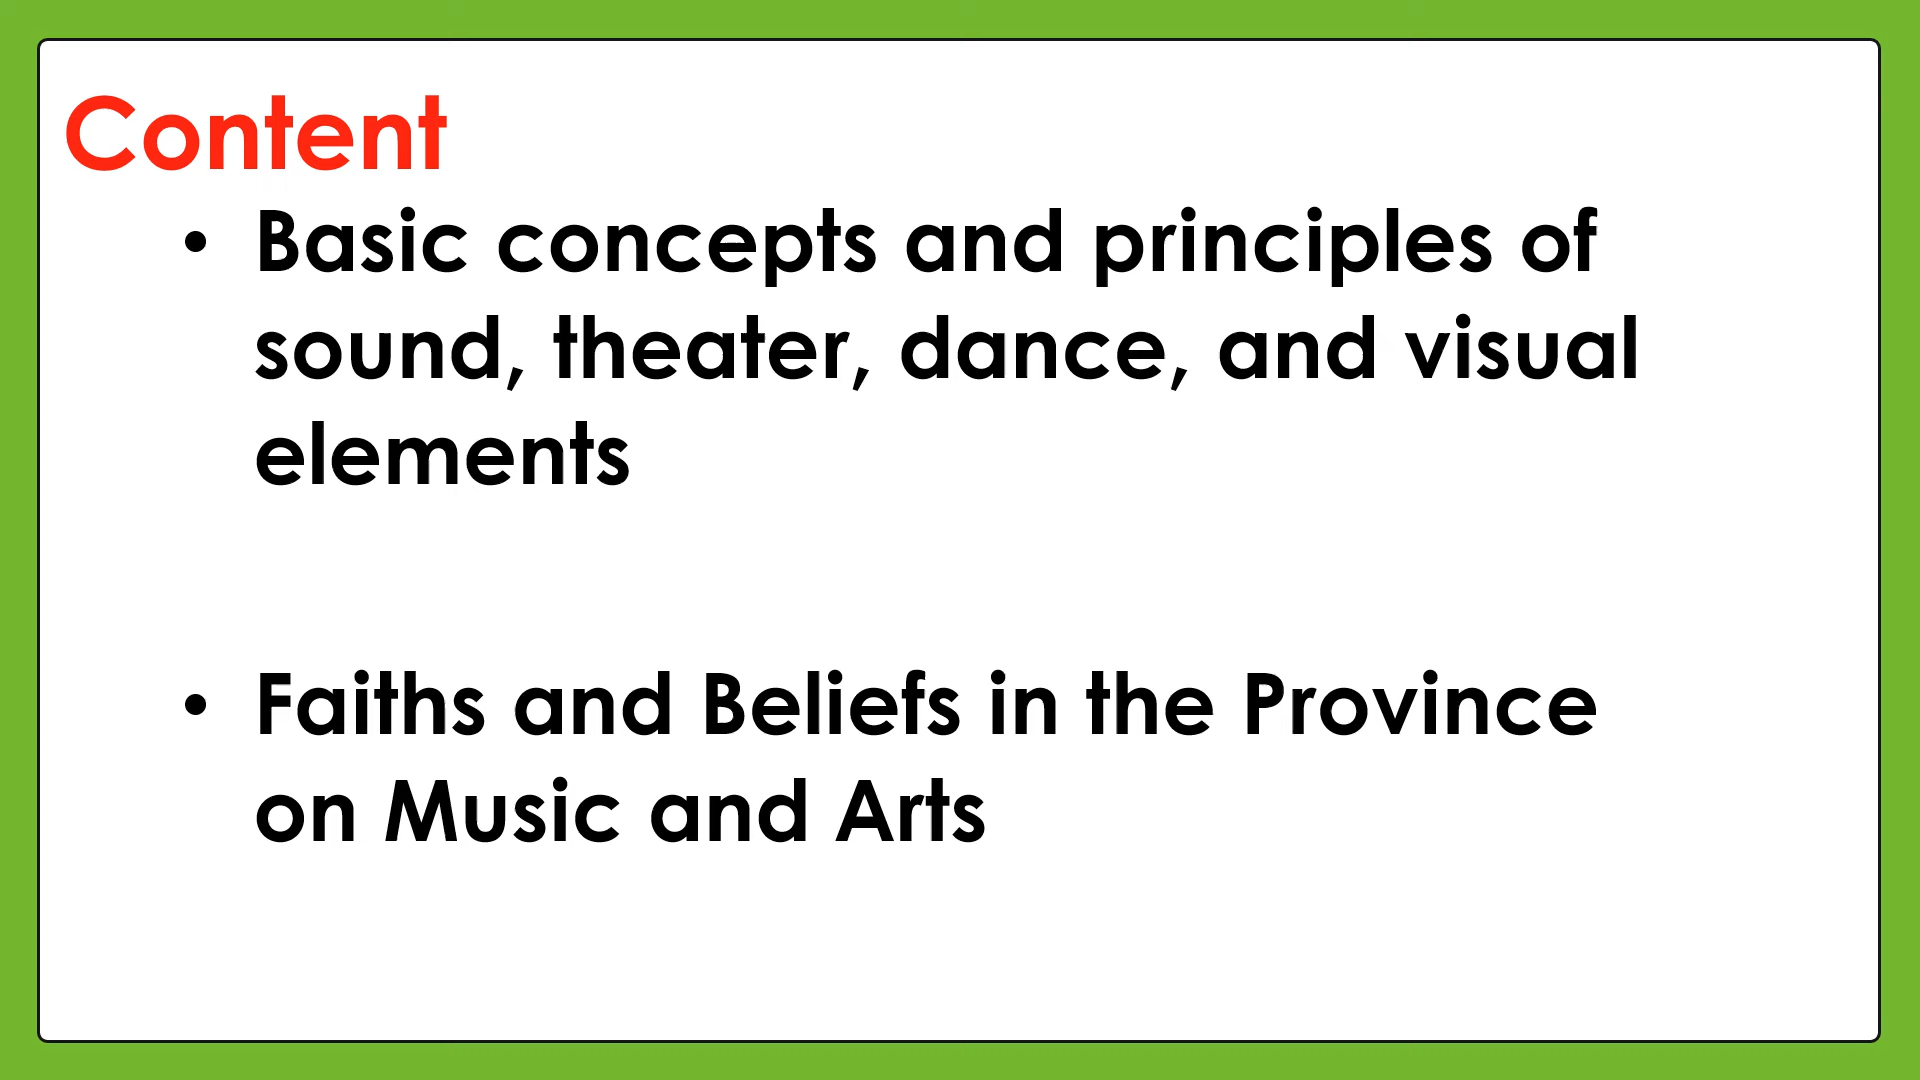 Content
• Basic concepts and principles of
sound, theater, dance, and visual
elements
• Faiths and Beliefs in the Province
on Music and Arts